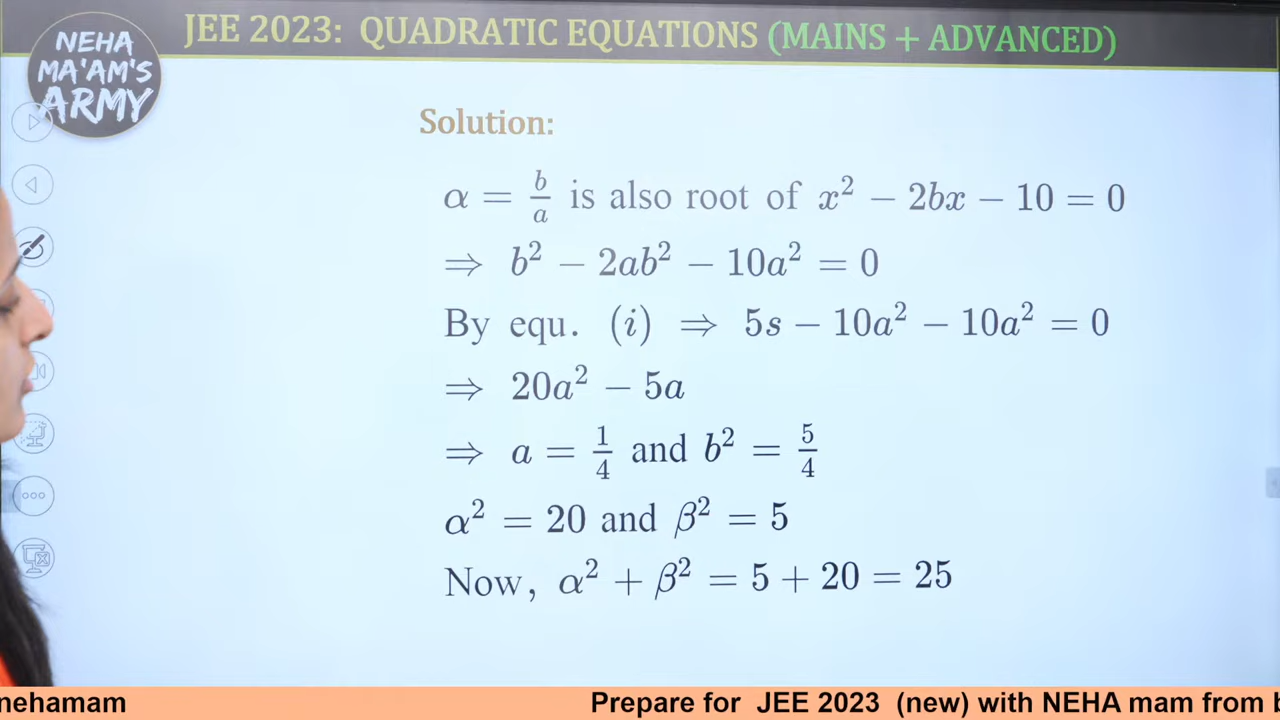 JEE 2023: QUADRATIC EQUATIONS (MAINS + ADVANCED)
NEHA
MA'AM'S
ARMY
Solution:
α = b/a is also root of x² − 2bx − 10 = 0
⇒ b² − 2ab² − 10a² = 0
By equ. (i) ⇒ 5s − 10a² − 10a² = 0
⇒ 20a² − 5a
⇒ a = 1/4 and b² = 5/4
α² = 20 and β² = 5
Now, α² + β² = 5 + 20 = 25
nehamam Prepare for JEE 2023 (new) with NEHA mam from